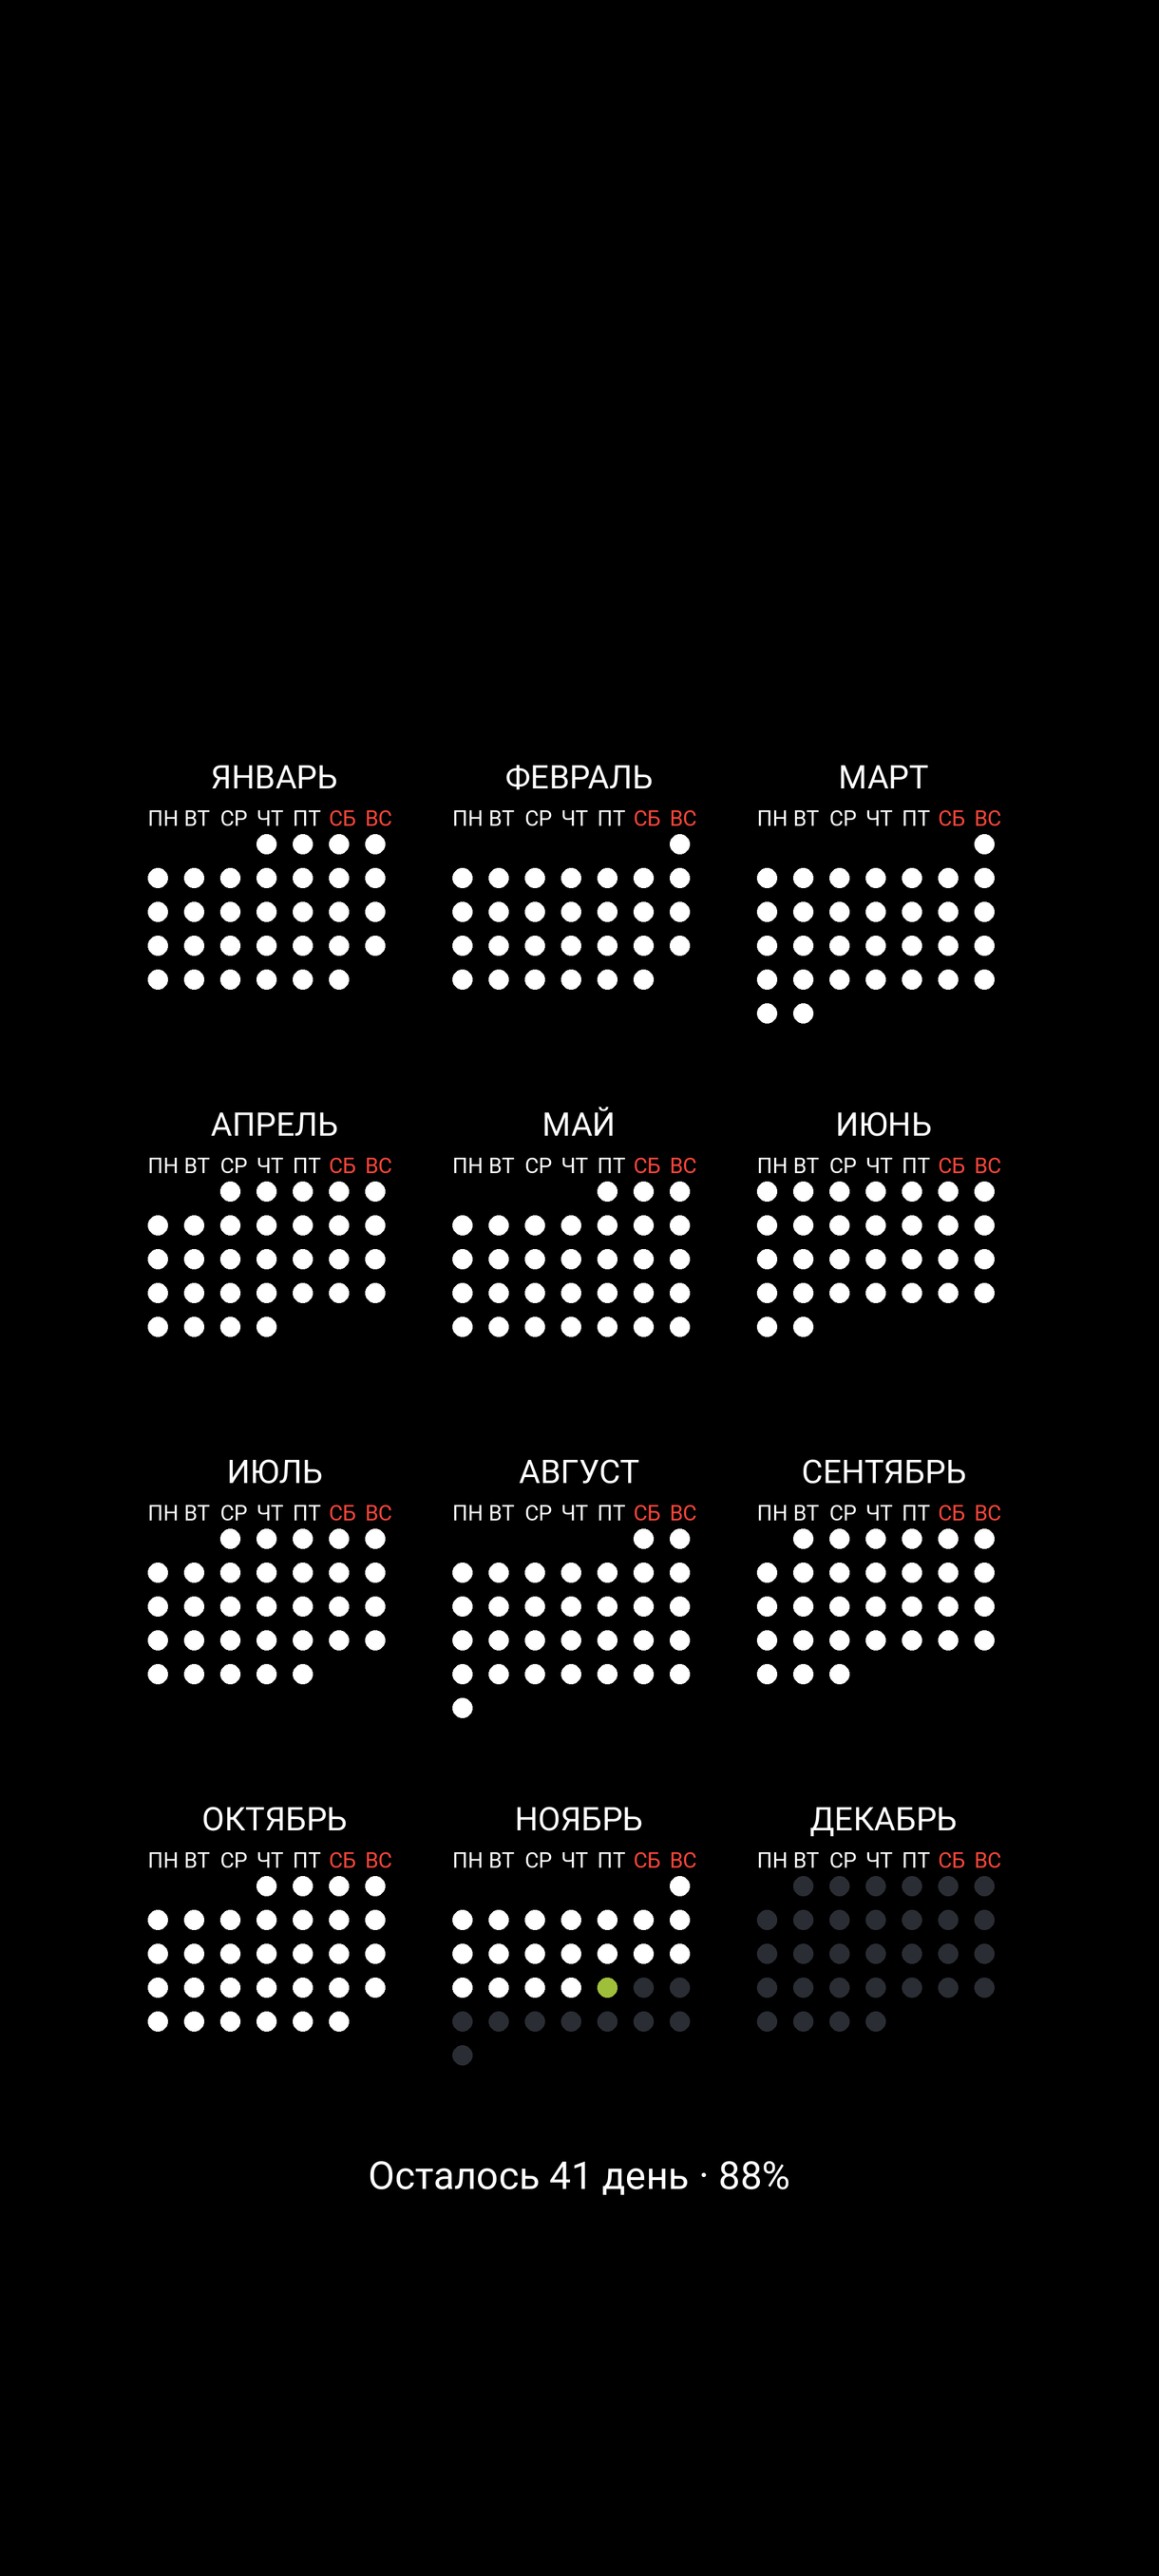 ЯНВАРЬ ФЕВРАЛЬ МАРТ
ПН ВТ СР ЧТ ПТ СБ ВС ПН ВТ СР ЧТ ПТ СБ ВС ПН ВТ СР ЧТ ПТ СБ ВС
АПРЕЛЬ МАЙ ИЮНЬ
ПН ВТ СР ЧТ ПТ СБ ВС ПН ВТ СР ЧТ ПТ СБ ВС ПН ВТ СР ЧТ ПТ СБ ВС
ИЮЛЬ АВГУСТ СЕНТЯБРЬ
ПН ВТ СР ЧТ ПТ СБ ВС ПН ВТ СР ЧТ ПТ СБ ВС ПН ВТ СР ЧТ ПТ СБ ВС
ОКТЯБРЬ НОЯБРЬ ДЕКАБРЬ
ПН ВТ СР ЧТ ПТ СБ ВС ПН ВТ СР ЧТ ПТ СБ ВС ПН ВТ СР ЧТ ПТ СБ ВС
Осталось 41 день · 88%